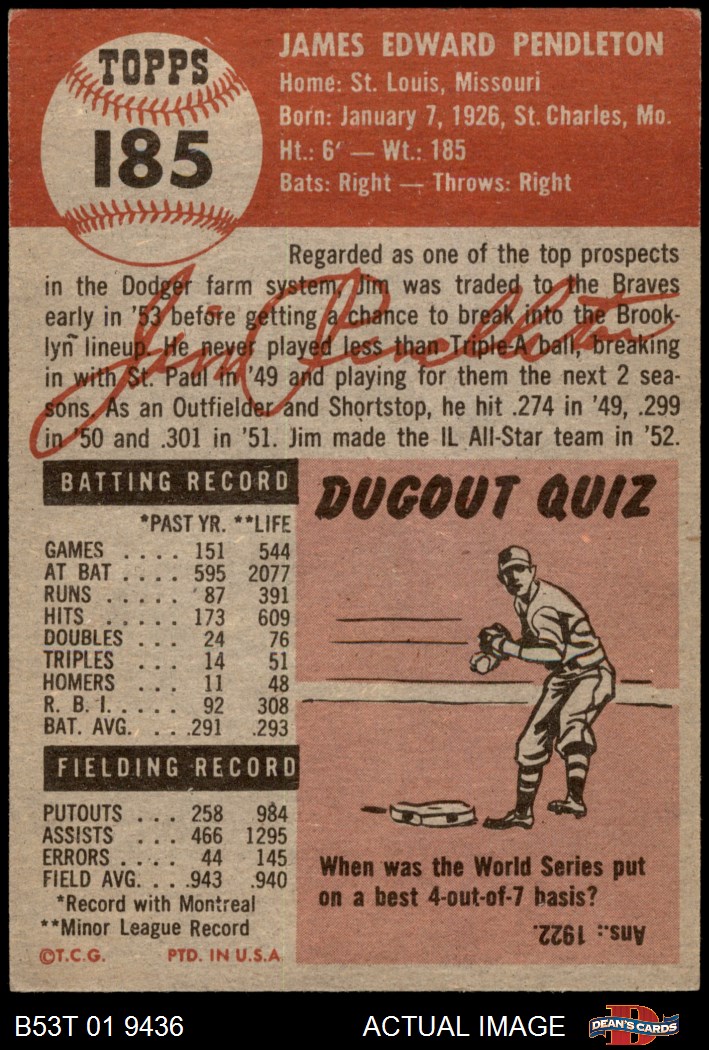 TOPPS
185
JAMES EDWARD PENDLETON
Home: St. Louis, Missouri
Born: January 7, 1926, St. Charles, Mo.
Ht.: 6' — Wt.: 185
Bats: Right — Throws: Right
Regarded as one of the top prospects
in the Dodger farm system, Jim was traded to the Braves
early in '53 before getting a chance to break into the Brook-
lyn lineup. He never played less than Triple-A ball, breaking
in with St. Paul in '49 and playing for them the next 2 sea-
sons. As an Outfielder and Shortstop, he hit .274 in '49, .299
in '50 and .301 in '51. Jim made the IL All-Star team in '52.
Jim Pendleton
BATTING RECORD
*PAST YR. **LIFE
GAMES .... 151 544
AT BAT .... 595 2077
RUNS ..... 87 391
HITS ..... 173 609
DOUBLES ... 24 76
TRIPLES ... 14 51
HOMERS ... 11 48
R. B. I..... 92 308
BAT. AVG. ... .291 .293
FIELDING RECORD
PUTOUTS ... 258 984
ASSISTS ... 466 1295
ERRORS .... 44 145
FIELD AVG. ... .943 .940
*Record with Montreal
**Minor League Record
©T.C.G. PTD. IN U.S.A
DUGOUT QUIZ
When was the World Series put
on a best 4-out-of-7 basis?
Ans.: 1922.
B53T 01 9436
ACTUAL IMAGE
D
DEAN'S CARDS